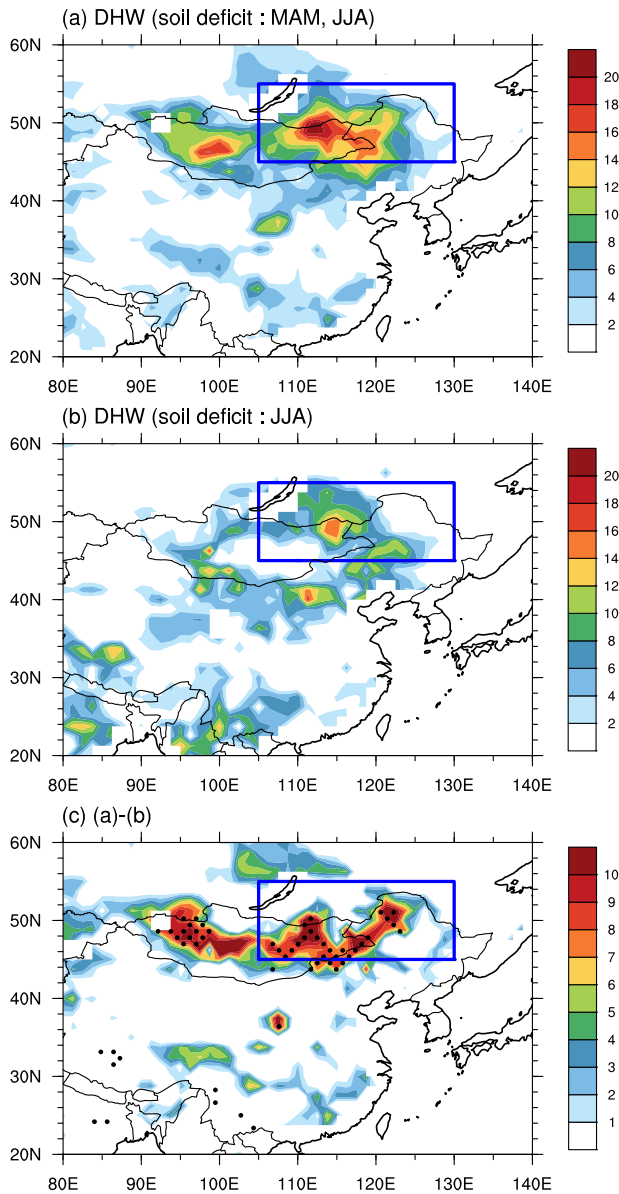 (a) DHW (soil deficit : MAM, JJA)
60N
50N
40N
30N
20N
80E 90E 100E 110E 120E 130E 140E
20
18
16
14
12
10
8
6
4
2
(b) DHW (soil deficit : JJA)
60N
50N
40N
30N
20N
80E 90E 100E 110E 120E 130E 140E
20
18
16
14
12
10
8
6
4
2
(c) (a)-(b)
60N
50N
40N
30N
20N
80E 90E 100E 110E 120E 130E 140E
10
9
8
7
6
5
4
3
2
1